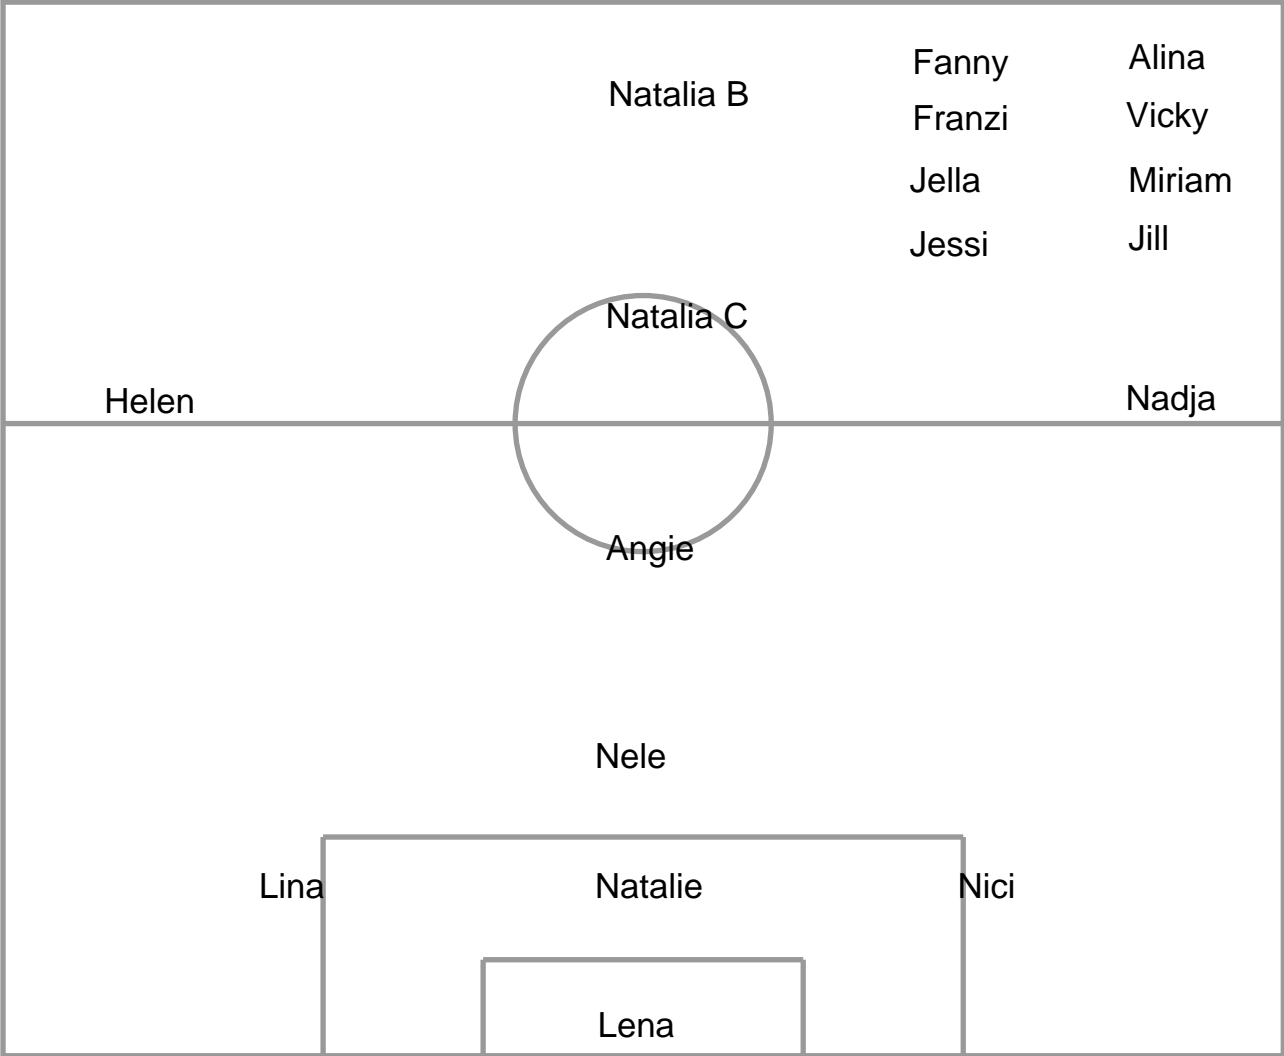 Fanny Alina
Natalia B
Franzi Vicky
Jella Miriam
Jessi Jill
Natalia C
Helen Nadja
Angie
Nele
Lina Natalie Nici
Lena